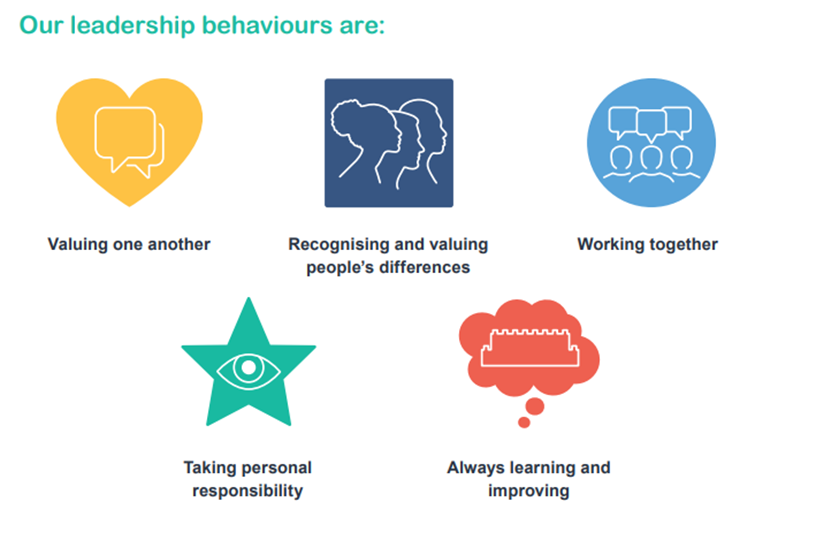 Our leadership behaviours are:
Valuing one another
Recognising and valuing
people's differences
Working together
Taking personal
responsibility
Always learning and
improving